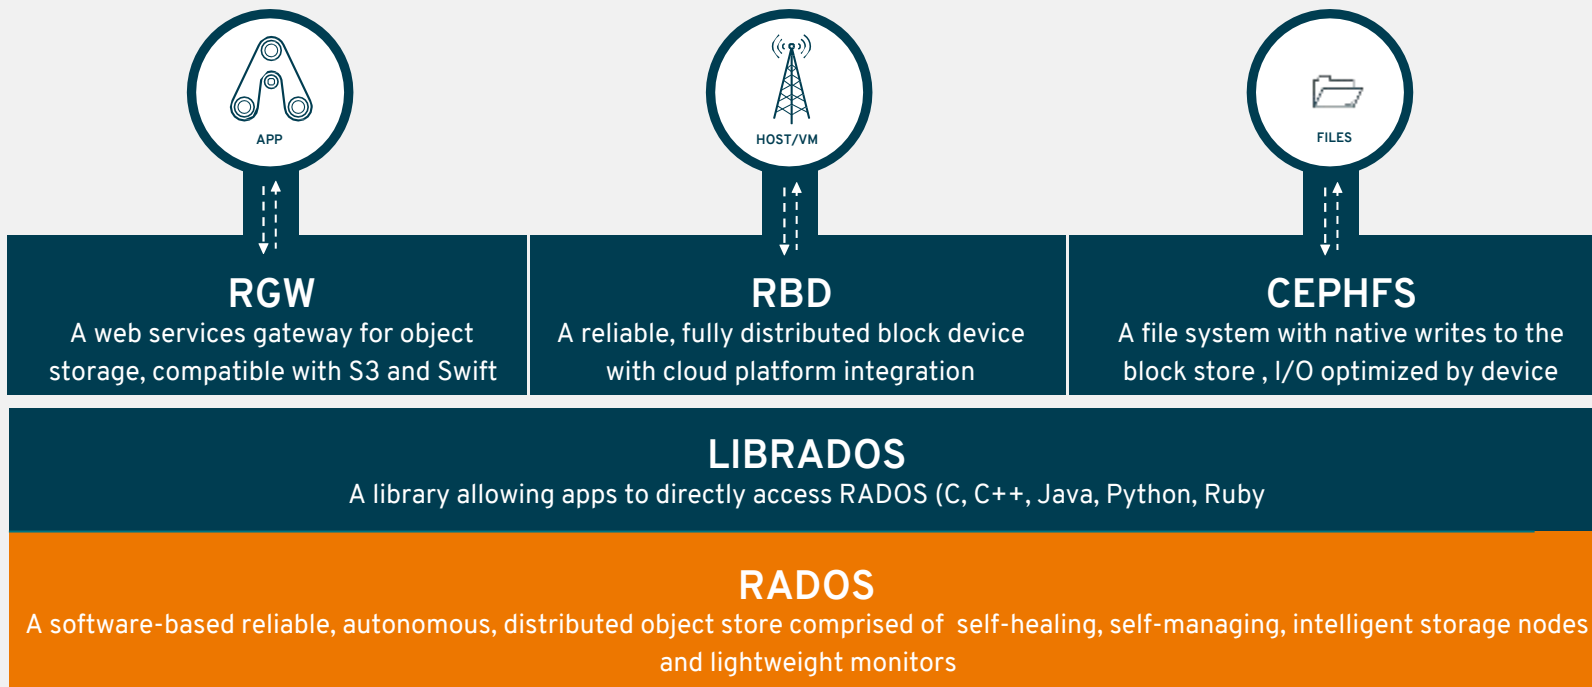 APP
HOST/VM
FILES
RGW
A web services gateway for object
storage, compatible with S3 and Swift
RBD
A reliable, fully distributed block device
with cloud platform integration
CEPHFS
A file system with native writes to the
block store , I/O optimized by device
LIBRADOS
A library allowing apps to directly access RADOS (C, C++, Java, Python, Ruby
RADOS
A software-based reliable, autonomous, distributed object store comprised of  self-healing, self-managing, intelligent storage nodes
and lightweight monitors